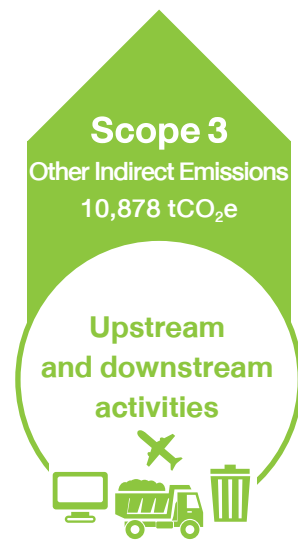 Scope 3
Other Indirect Emissions
10,878 tCO₂e
Upstream
and downstream
activities